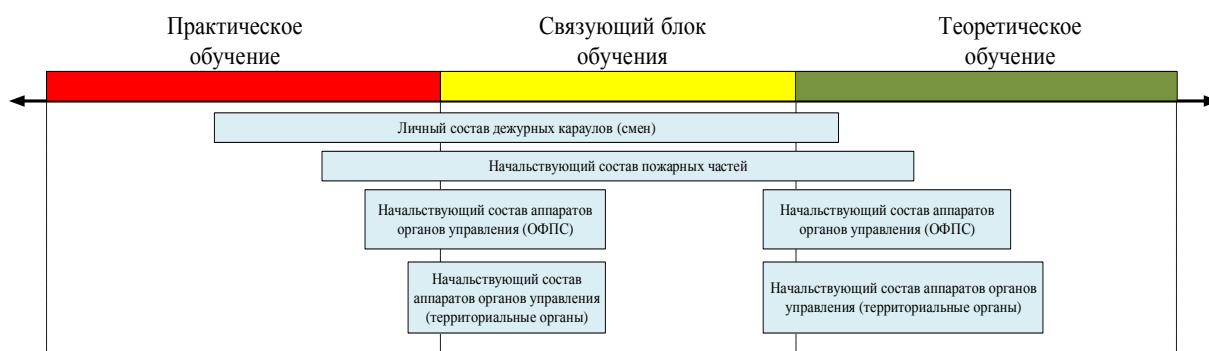 Практическое
обучение
Связующий блок
обучения
Теоретическое
обучение
Личный состав дежурных караулов (смен)
Начальствующий состав пожарных частей
Начальствующий состав аппаратов
органов управления (ОФПС)
Начальствующий состав аппаратов
органов управления (ОФПС)
Начальствующий состав
аппаратов органов управления
(территориальные органы)
Начальствующий состав аппаратов органов
управления (территориальные органы)